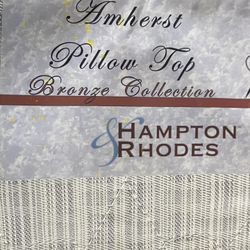 Amherst
Pillow Top
Bronze Collection
& HAMPTON
RHODES